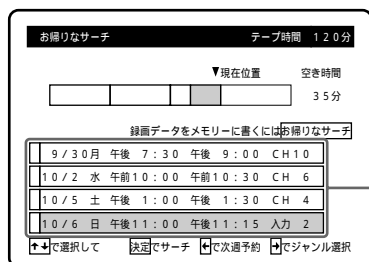 お帰りなサーチ テープ時間 120分
▼現在位置 空き時間
35分
録画データをメモリーに書くにはお帰りなサーチ
9/30月 午後 7:30 午後 9:00 CH10
10/2 水 午前10:00 午前10:30 CH 6
10/5 土 午後 1:00 午後 1:30 CH 4
10/6 日 午後11:00 午後11:15 入力 2
↑↓で選択して 決定でサーチ ←で次週予約 →でジャンル選択